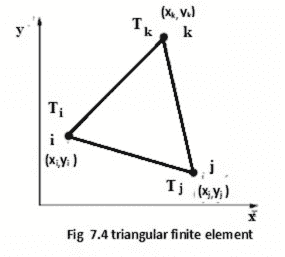 (xₖ, yₖ)
y
Tₖ k
Tᵢ
i
(xᵢ,yᵢ)
j
Tⱼ (xⱼ,yⱼ)
x
Fig 7.4 triangular finite element